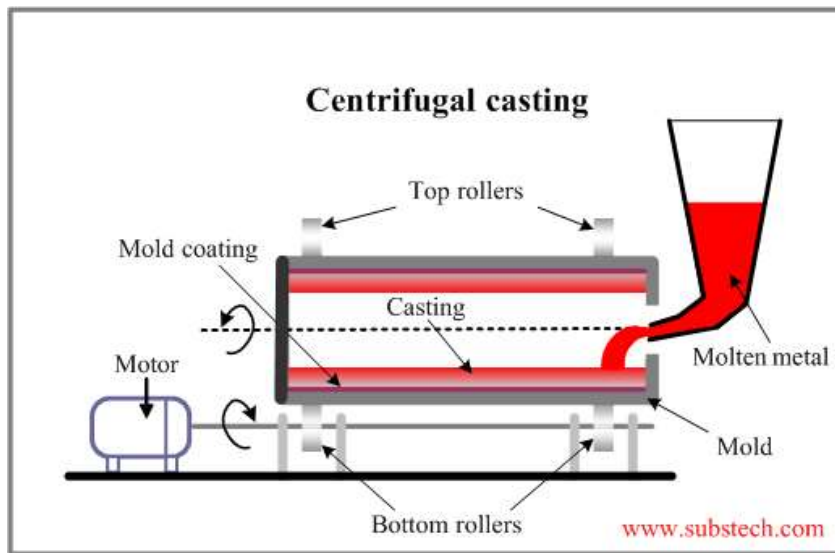 Centrifugal casting
Top rollers
Mold coating
Casting
Molten metal
Motor
Mold
Bottom rollers
www.substech.com